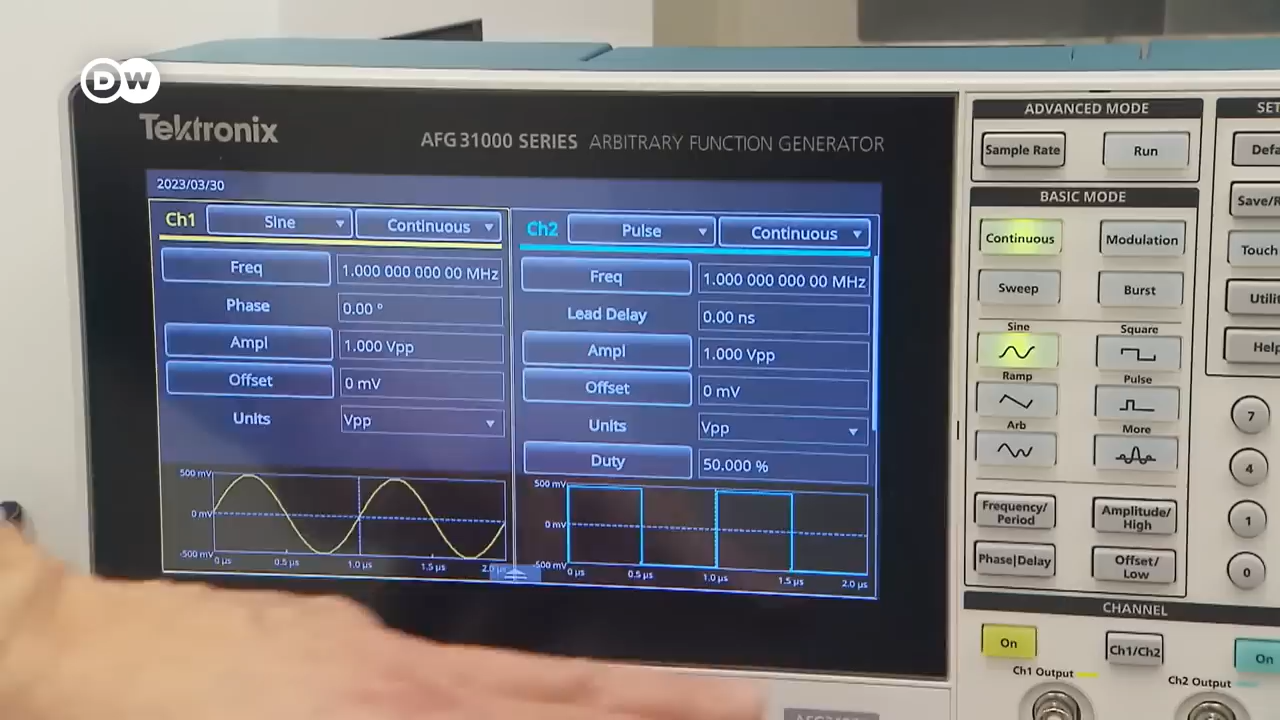 DW
Tektronix
AFG31000 SERIES ARBITRARY FUNCTION GENERATOR
2023/03/30
Ch1 Sine Continuous
Freq 1.000 000 000 00 MHz
Phase 0.00 °
Ampl 1.000 Vpp
Offset 0 mV
Units Vpp
500 mV
0 mV
-500 mV
0 µs 0.5 µs 1.0 µs 1.5 µs
Ch2 Pulse Continuous
Freq 1.000 000 000 00 MHz
Lead Delay 0.00 ns
Ampl 1.000 Vpp
Offset 0 mV
Units Vpp
Duty 50.000 %
500 mV
0 mV
-500 mV
0 µs 0.5 µs 1.0 µs 1.5 µs 2.0 µs
ADVANCED MODE
Sample Rate Run
BASIC MODE
Continuous Modulation
Sweep Burst
Sine Square
Ramp Pulse
Arb More
Frequency/
Period
Amplitude/
High
Phase|Delay
Offset/
Low
CHANNEL
On Ch1/Ch2 On
Ch1 Output
Ch2 Output
Touch
Help
7
4
1
0